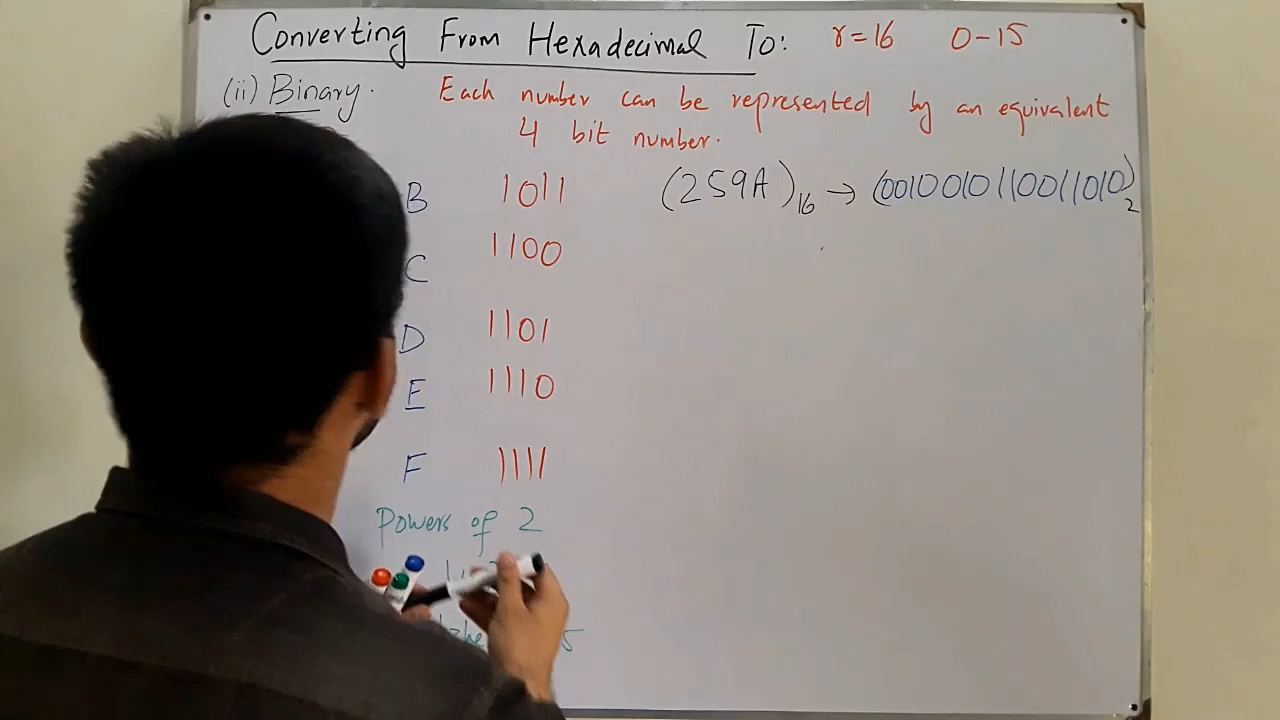 Converting From Hexadecimal To: r=16 0-15
(ii) Binary. Each number can be represented by an equivalent
4 bit number.
B 1011 (259A)16 → (0010010110011010)2
C 1100
D 1101
E 1110
F 1111
Powers of 2